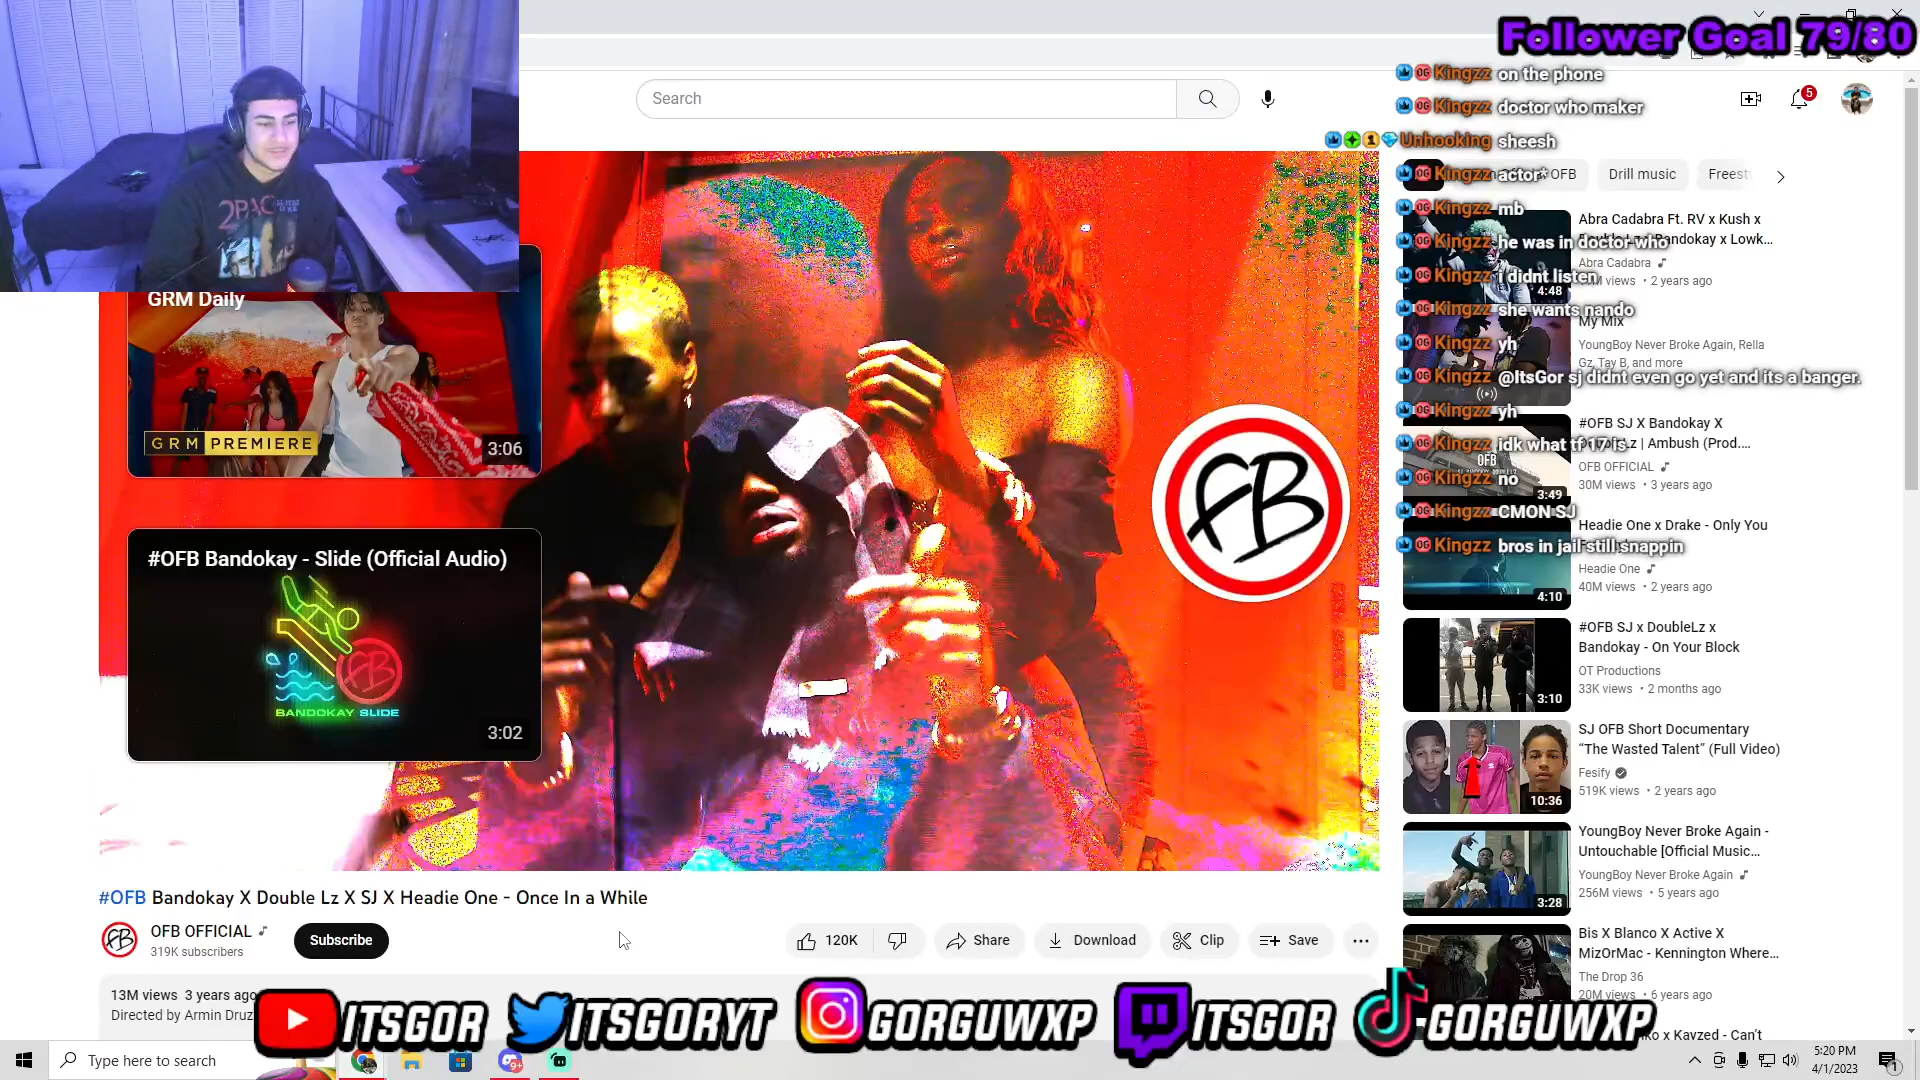 Follower Goal 79/80
Search
5
Kingzz on the phone
Kingzz doctor who maker
Unhooking sheesh
Kingzz actor*
Kingzz mb
Kingzz he was in doctor who
Kingzz i didnt listen
Kingzz she wants nando
Kingzz yh
Kingzz @ItsGor sj didnt even go yet and its a banger.
Kingzz yh
Kingzz idk what tf 17 is
Kingzz no
Kingzz CMON SJ
Kingzz bros in jail still snappin
OFB
Drill music
2PAC
GRM Daily
GRM PREMIERE
3:06
#OFB Bandokay - Slide (Official Audio)
FB
BANDOKAY SLIDE
3:02
FB
Abra Cadabra Ft. RV x Kush x
Bandokay x Lowk...
Abra Cadabra
views • 2 years ago
4:48
My Mix
YoungBoy Never Broke Again, Rella
Gz, Tay B, and more
#OFB SJ X Bandokay X
Lz | Ambush (Prod....
OFB OFFICIAL
30M views • 3 years ago
OFB
3:49
Headie One x Drake - Only You
Headie One
40M views • 2 years ago
4:10
#OFB SJ x DoubleLz x
Bandokay - On Your Block
OT Productions
33K views • 2 months ago
3:10
SJ OFB Short Documentary
“The Wasted Talent” (Full Video)
Fesify
519K views • 2 years ago
10:36
YoungBoy Never Broke Again -
Untouchable [Official Music...
YoungBoy Never Broke Again
256M views • 5 years ago
3:28
Bis X Blanco X Active X
MizOrMac - Kennington Where...
The Drop 36
20M views • 6 years ago
x Kayzed - Can't
#OFB Bandokay X Double Lz X SJ X Headie One - Once In a While
FB
OFB OFFICIAL
319K subscribers
Subscribe
120K
Share
Download
Clip
Save
13M views 3 years ago
Directed by Armin Druz
ITSGOR
ITSGORYT
GORGUWXP
ITSGOR
GORGUWXP
Type here to search
9+
5:20 PM
4/1/2023
1